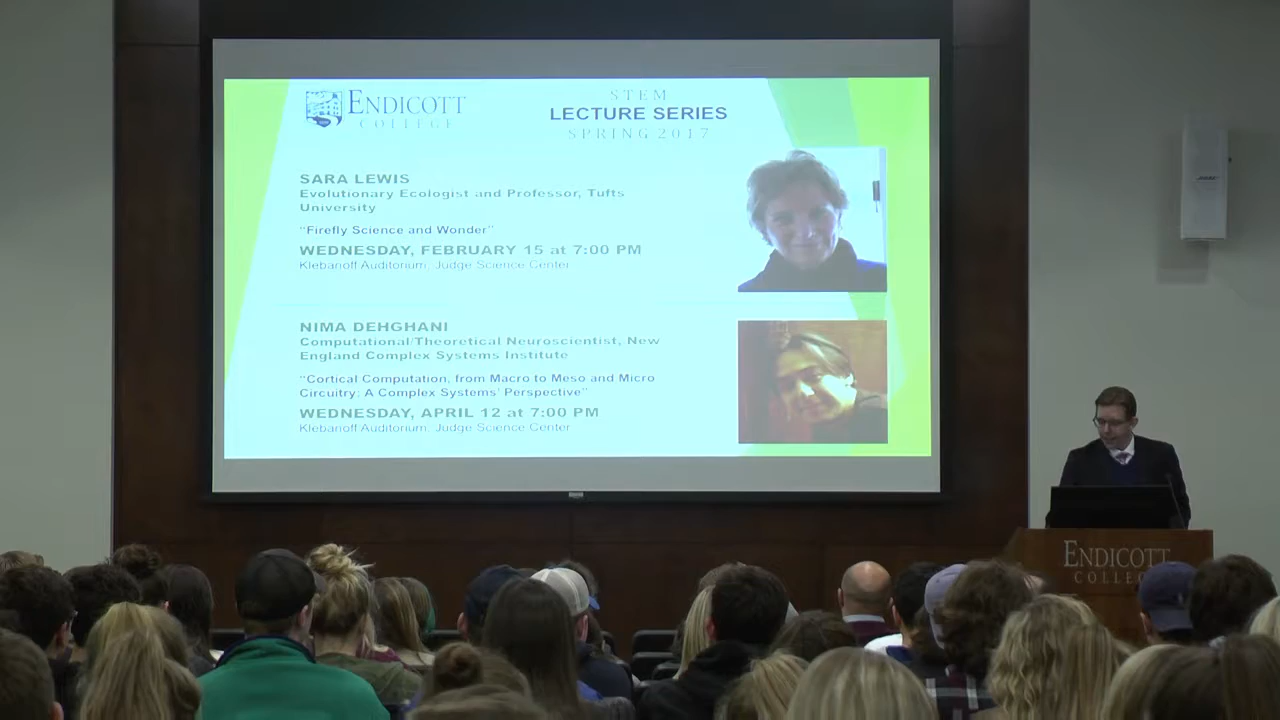 ENDICOTT
COLLEGE
STEM
LECTURE SERIES
SPRING 2017
SARA LEWIS
Evolutionary Ecologist and Professor, Tufts
University
“Firefly Science and Wonder”
WEDNESDAY, FEBRUARY 15 at 7:00 PM
Klebanoff Auditorium, Judge Science Center
NIMA DEHGHANI
Computational/Theoretical Neuroscientist, New
England Complex Systems Institute
“Cortical Computation, from Macro to Meso and Micro
Circuitry: A Complex Systems’ Perspective”
WEDNESDAY, APRIL 12 at 7:00 PM
Klebanoff Auditorium, Judge Science Center
BOSE
ENDICOTT
COLLEGE